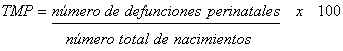 TMP = número de defunciones perinatales x 100
número total de nacimientos